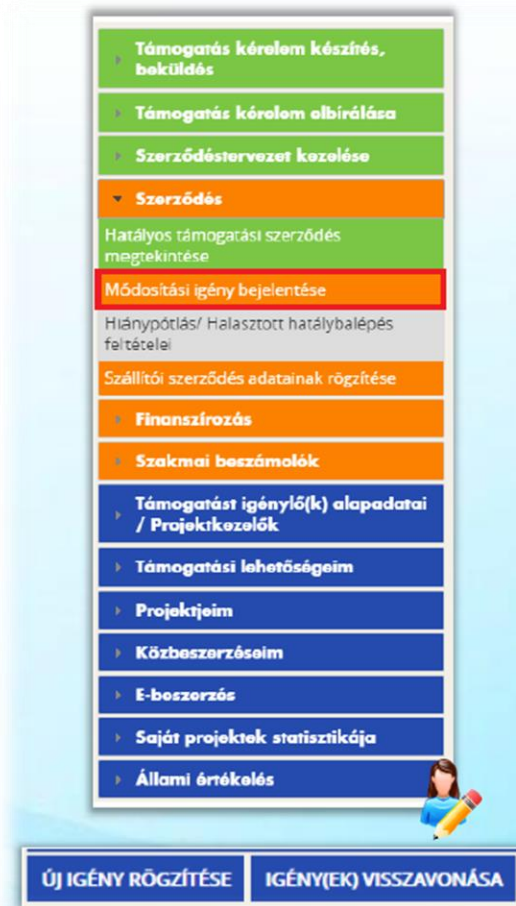 Támogatás kérelem készítés,
beküldés
Támogatás kérelem elbírálása
Szerződéstervezet kezelése
Szerződés
Hatályos támogatási szerződés
megtekintése
Módosítási igény bejelentése
Hiánypótlás/ Halasztott hatálybalépés
feltételei
Szállítói szerződés adatainak rögzítése
Finanszírozás
Szakmai beszámolók
Támogatást igénylő(k) alapadatai
/ Projektkezelők
Támogatási lehetőségeim
Projektjeim
Közbeszerzéseim
E-beszerzés
Saját projektek statisztikája
Állami értékelés
ÚJ IGÉNY RÖGZÍTÉSE
IGÉNY(EK) VISSZAVONÁSA